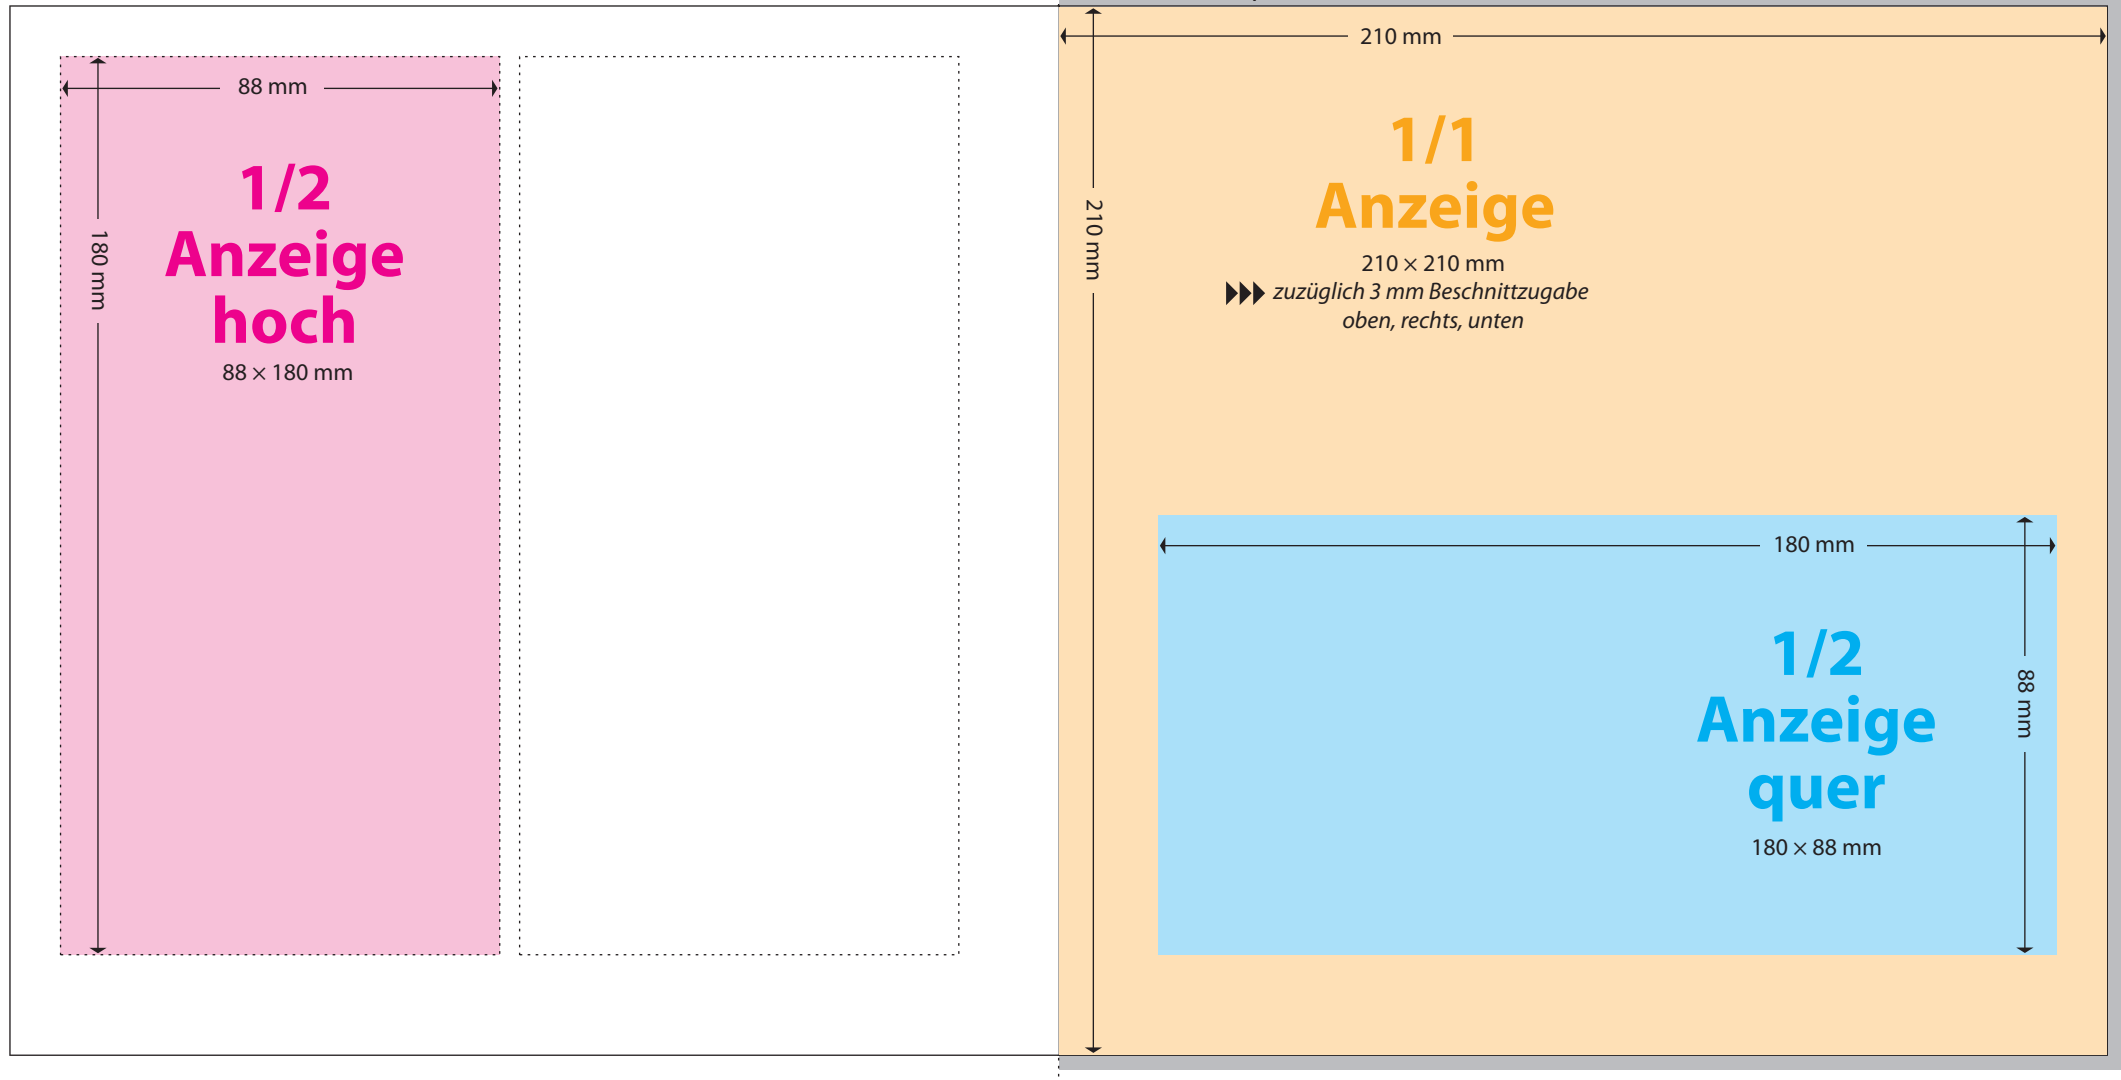 88 mm
180 mm
1/2
Anzeige
hoch
88 × 180 mm
210 mm
210 mm
1/1
Anzeige
210 × 210 mm
zuzüglich 3 mm Beschnittzugabe
oben, rechts, unten
180 mm
88 mm
1/2
Anzeige
quer
180 × 88 mm